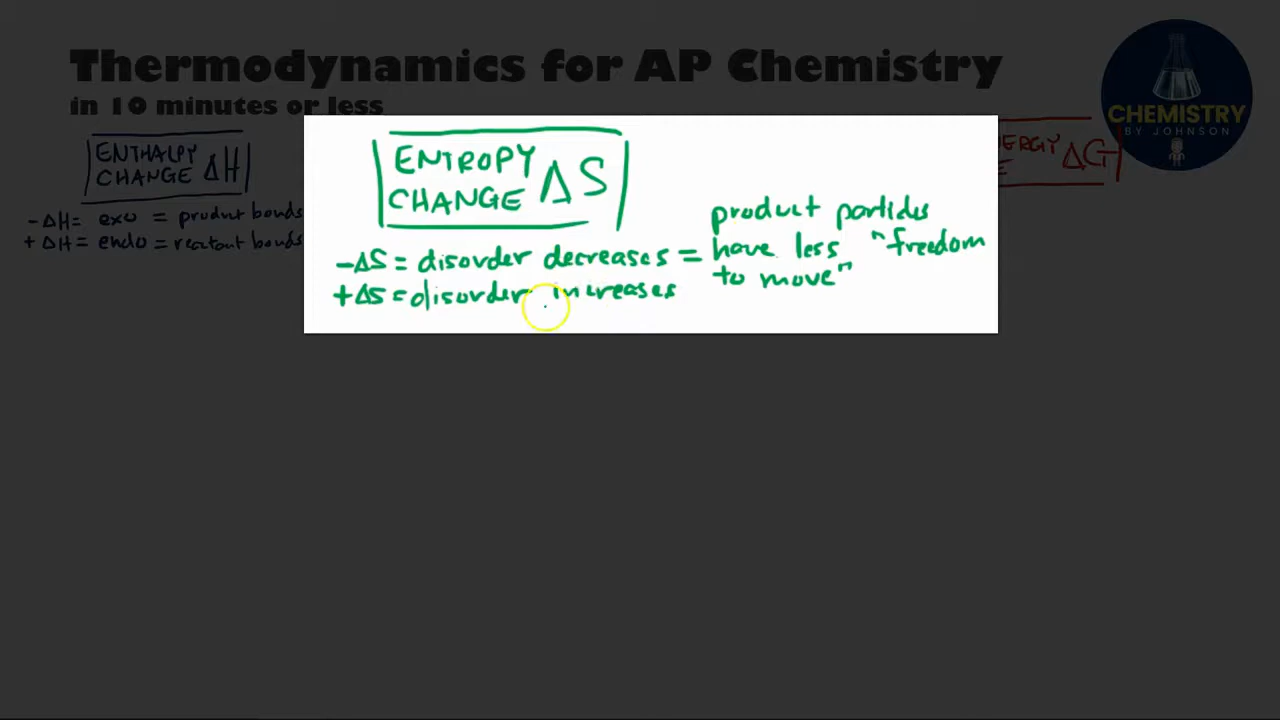 Thermodynamics for AP Chemistry
in 10 minutes or less
CHEMISTRY
BY JOHNSON
ENTHALPY
CHANGE ΔH
-ΔH = exo = product bonds
+ΔH = endo = reactant bonds
ENTROPY
CHANGE ΔS
-ΔS = disorder decreases = product particles
have less "freedom
to move"
+ΔS = disorder increases
ΔG